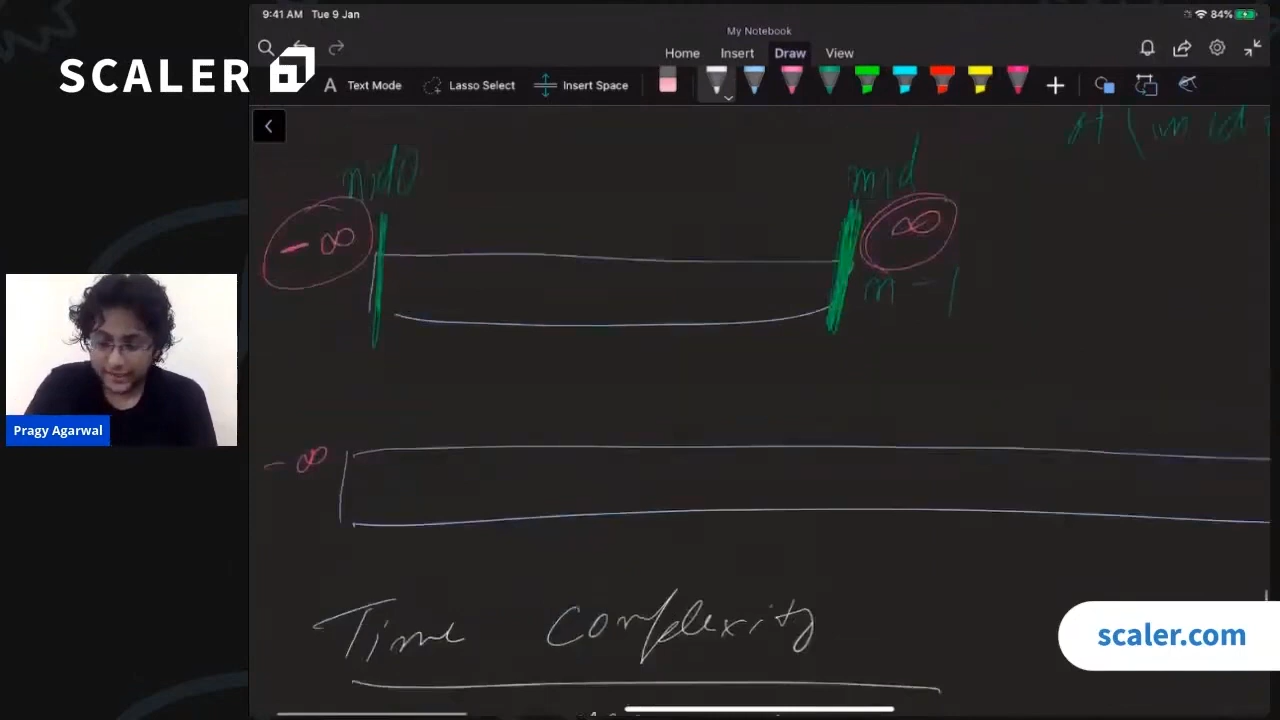 9:41 AM Tue 9 Jan
84%
My Notebook
SCALER
Home Insert Draw View
A Text Mode Lasso Select Insert Space +
mid
- ∞
∞
m - 1
Pragy Agarwal
- ∞
Time Complexity
scaler.com